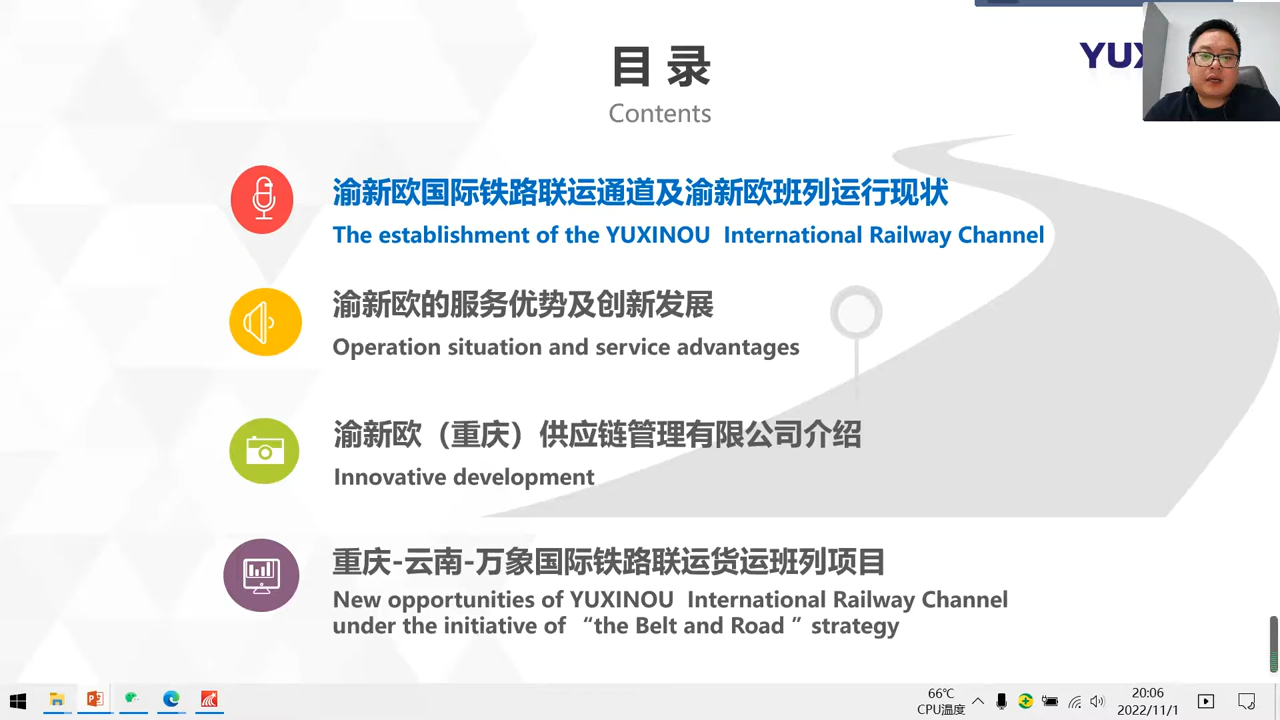 目录
YUX
Contents
渝新欧国际铁路联运通道及渝新欧班列运行现状
The establishment of the YUXINOU International Railway Channel
渝新欧的服务优势及创新发展
Operation situation and service advantages
渝新欧（重庆）供应链管理有限公司介绍
Innovative development
重庆-云南-万象国际铁路联运货运班列项目
New opportunities of YUXINOU International Railway Channel
under the initiative of “the Belt and Road ” strategy
66℃
CPU温度
20:06
2022/11/1